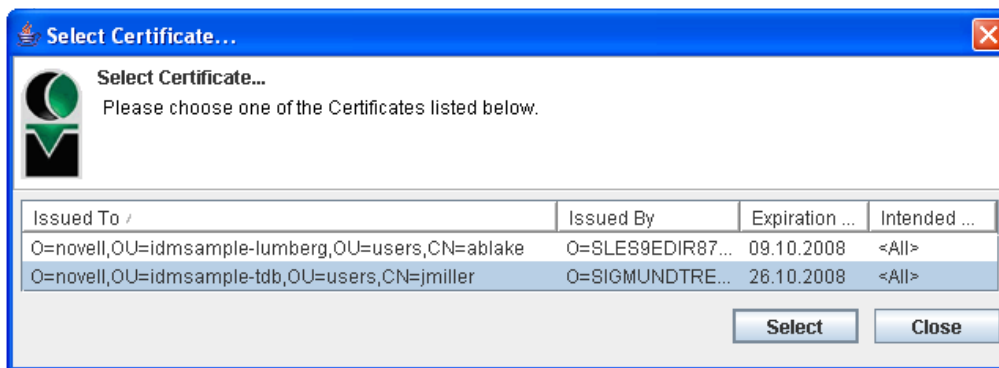 Select Certificate...
Select Certificate...
Please choose one of the Certificates listed below.
Issued To / Issued By Expiration ... Intended ...
O=novell,OU=idmsample-lumberg,OU=users,CN=ablake O=SLES9EDIR87... 09.10.2008 <All>
O=novell,OU=idmsample-tdb,OU=users,CN=jmiller O=SIGMUNDTRE... 26.10.2008 <All>
Select Close